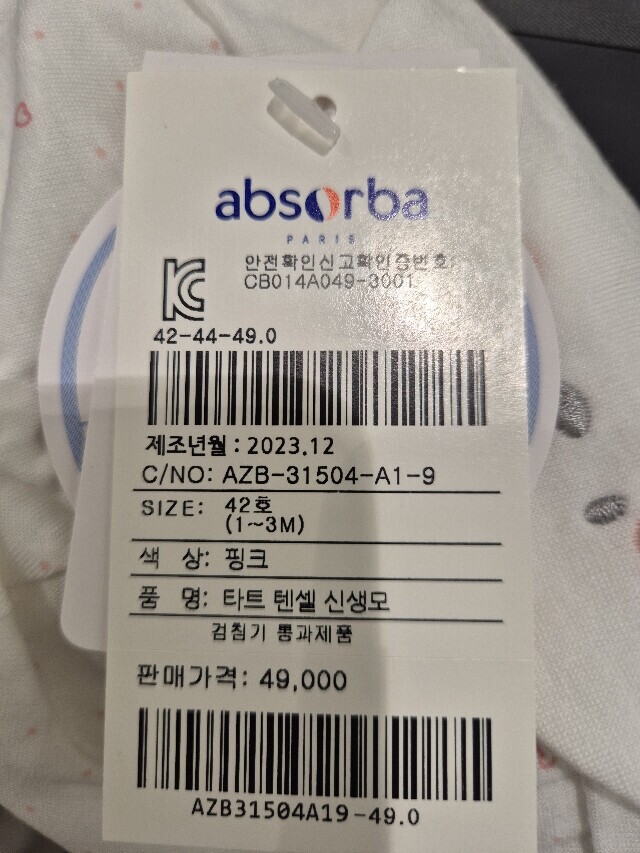 absorba
PARIS
안전확인신고확인증번호:
CB014A049-3001
42-44-49.0
제조년월 : 2023.12
C/NO: AZB-31504-A1-9
SIZE: 42호
(1~3M)
색 상: 핑크
품 명: 타트 텐셀 신생모
검침기 통과제품
판매가격: 49,000
AZB31504A19-49.0